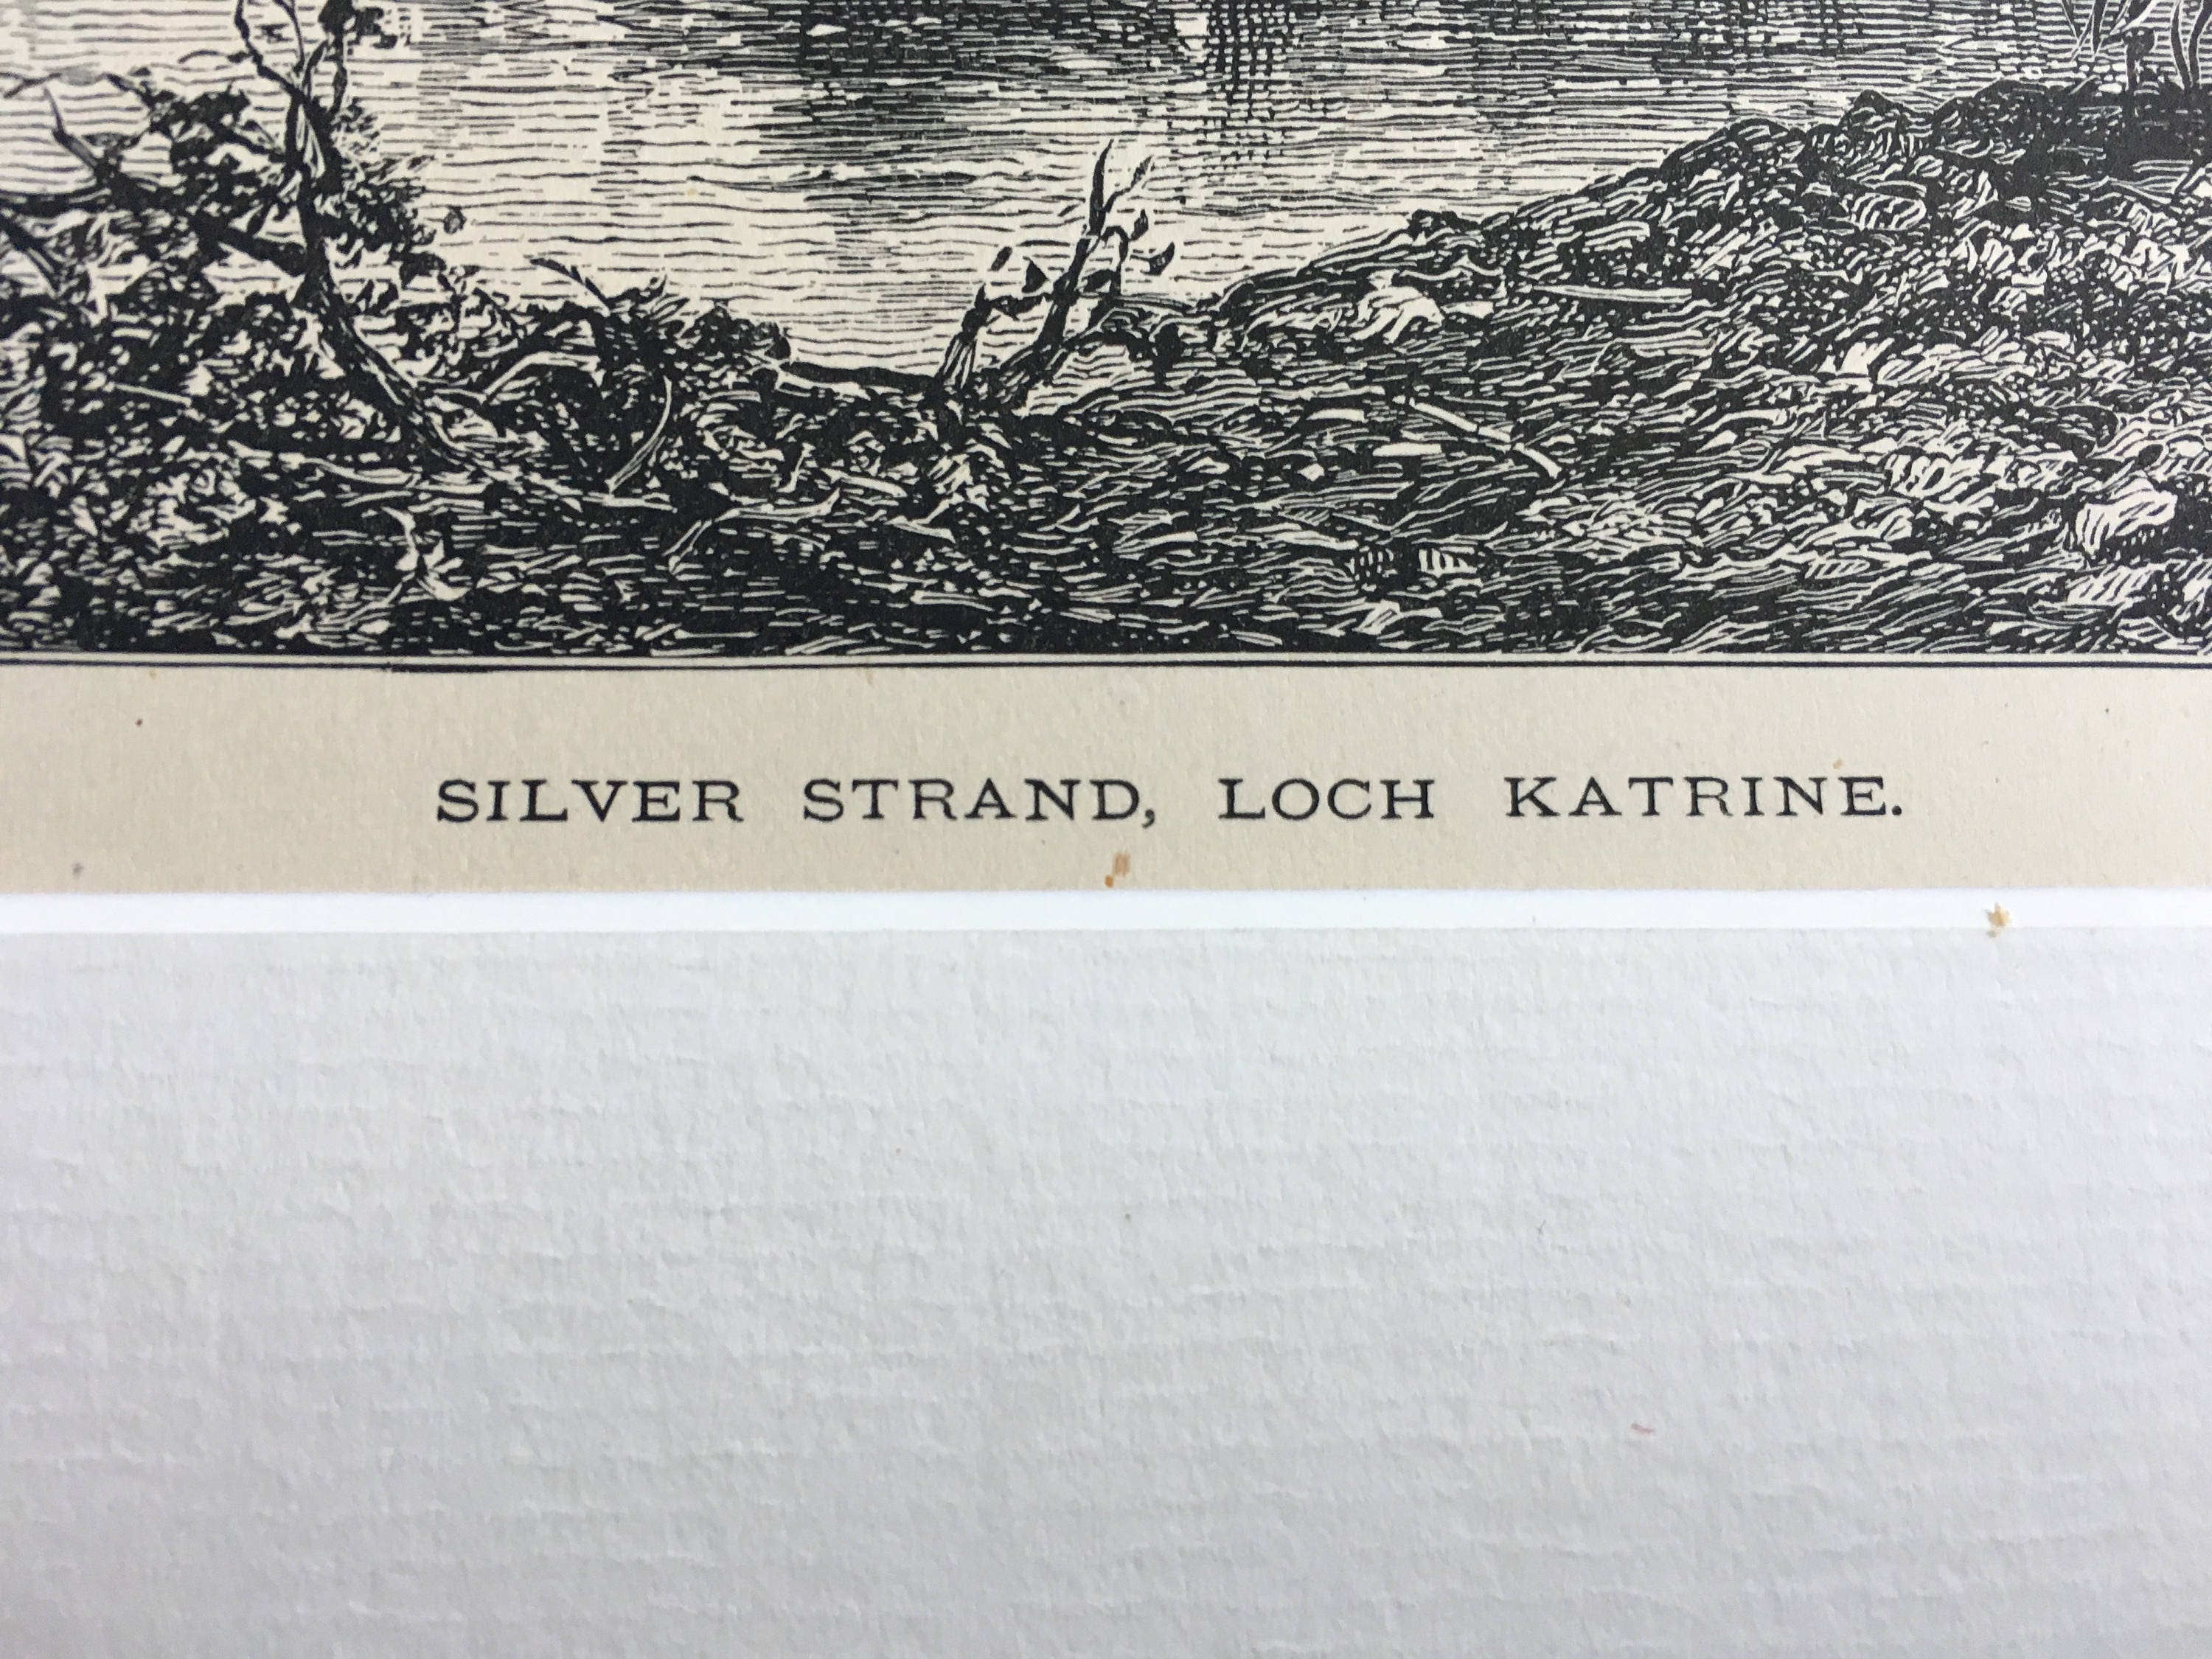 SILVER STRAND, LOCH KATRINE.